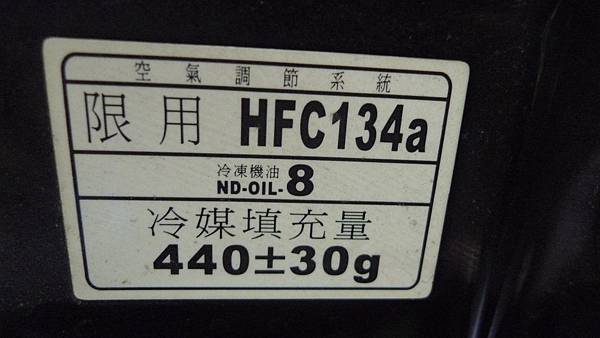 空氣調節系統
限用 HFC134a
冷凍機油
ND-OIL-8
冷媒填充量
440±30g